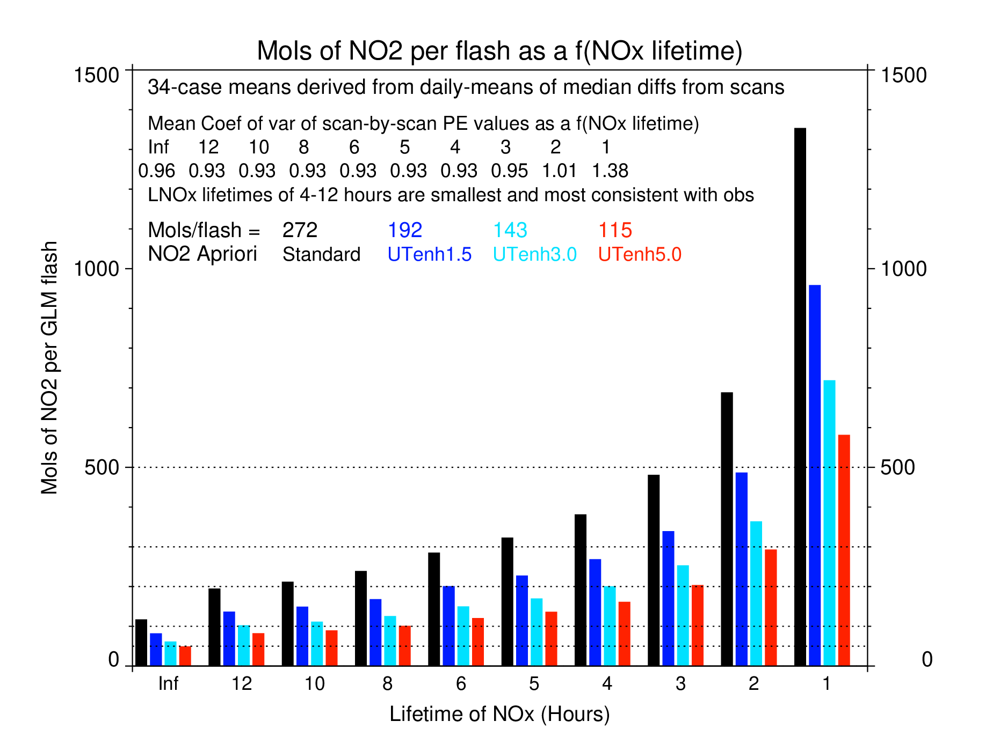 Mols of NO2 per flash as a f(NOx lifetime)
1500 1500
34-case means derived from daily-means of median diffs from scans
Mean Coef of var of scan-by-scan PE values as a f(NOx lifetime)
Inf 12 10 8 6 5 4 3 2 1
0.96 0.93 0.93 0.93 0.93 0.93 0.93 0.95 1.01 1.38
LNOx lifetimes of 4-12 hours are smallest and most consistent with obs
Mols/flash = 272 192 143 115
NO2 Apriori Standard UTenh1.5 UTenh3.0 UTenh5.0
1000 1000
Mols of NO2 per GLM flash
500 500
0 0
Inf 12 10 8 6 5 4 3 2 1
Lifetime of NOx (Hours)